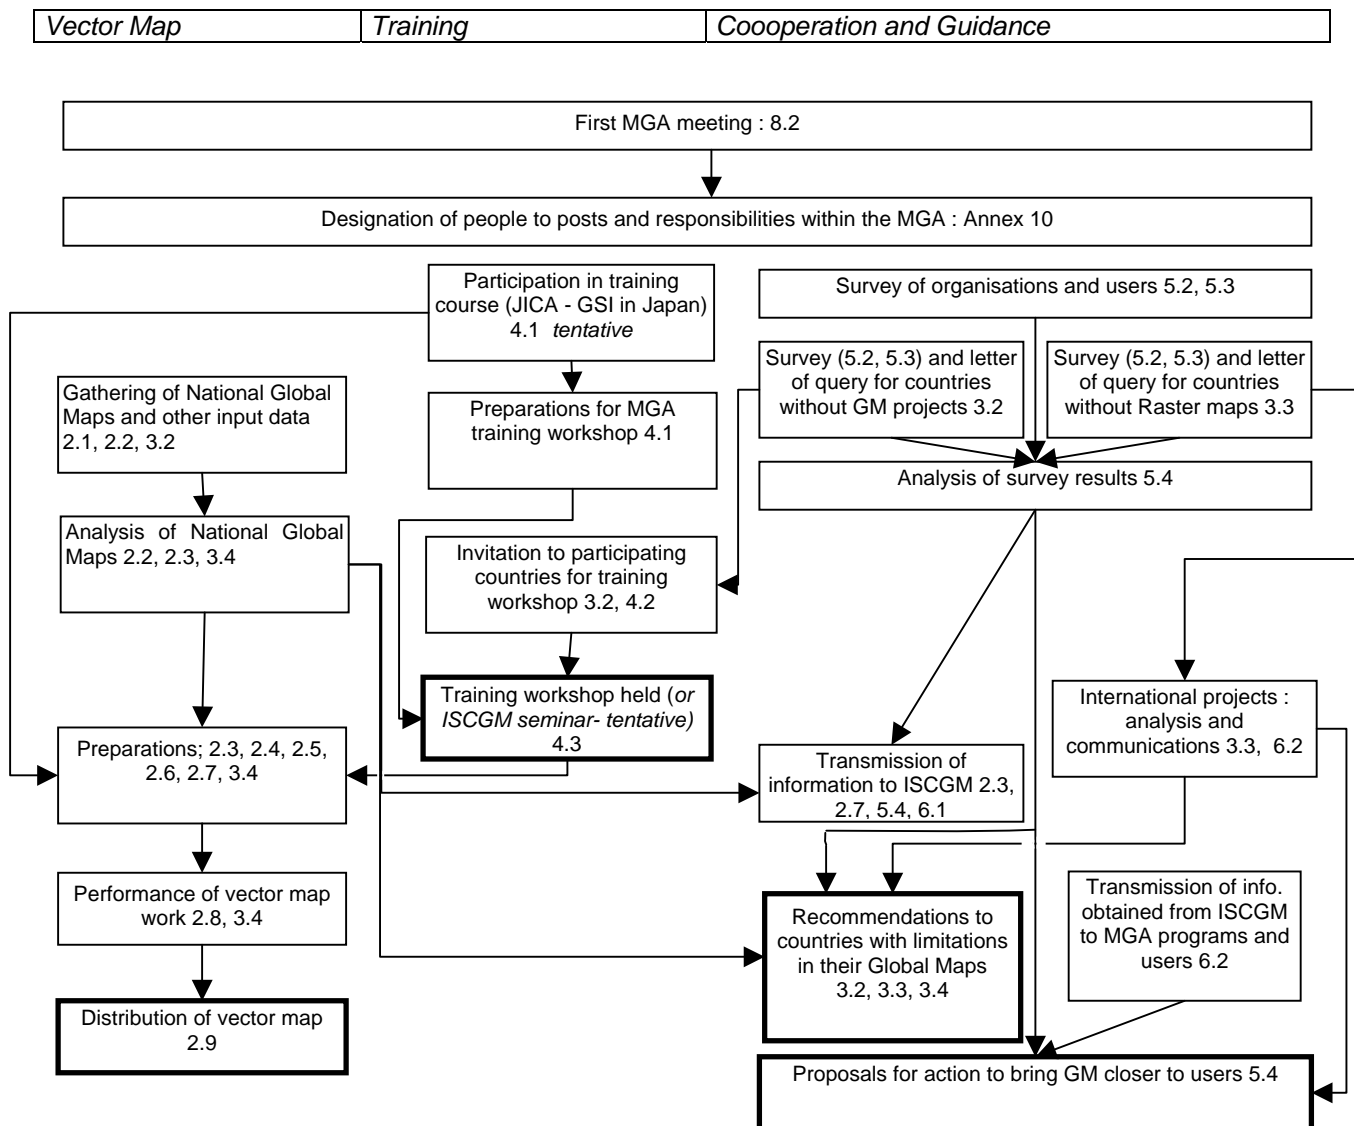 Vector Map
Training
Coooperation and Guidance
First MGA meeting : 8.2
Designation of people to posts and responsibilities within the MGA : Annex 10
Participation in training
course (JICA - GSI in Japan)
4.1 tentative
Survey of organisations and users 5.2, 5.3
Survey (5.2, 5.3) and letter
of query for countries
without GM projects 3.2
Survey (5.2, 5.3) and letter
of query for countries
without Raster maps 3.3
Gathering of National Global
Maps and other input data
2.1, 2.2, 3.2
Preparations for MGA
training workshop 4.1
Analysis of survey results 5.4
Analysis of National Global
Maps 2.2, 2.3, 3.4
Invitation to participating
countries for training
workshop 3.2, 4.2
Training workshop held (or
ISCGM seminar- tentative)
4.3
International projects :
analysis and
communications 3.3, 6.2
Preparations; 2.3, 2.4, 2.5,
2.6, 2.7, 3.4
Transmission of
information to ISCGM 2.3,
2.7, 5.4, 6.1
Performance of vector map
work 2.8, 3.4
Recommendations to
countries with limitations
in their Global Maps
3.2, 3.3, 3.4
Transmission of info.
obtained from ISCGM
to MGA programs and
users 6.2
Distribution of vector map
2.9
Proposals for action to bring GM closer to users 5.4